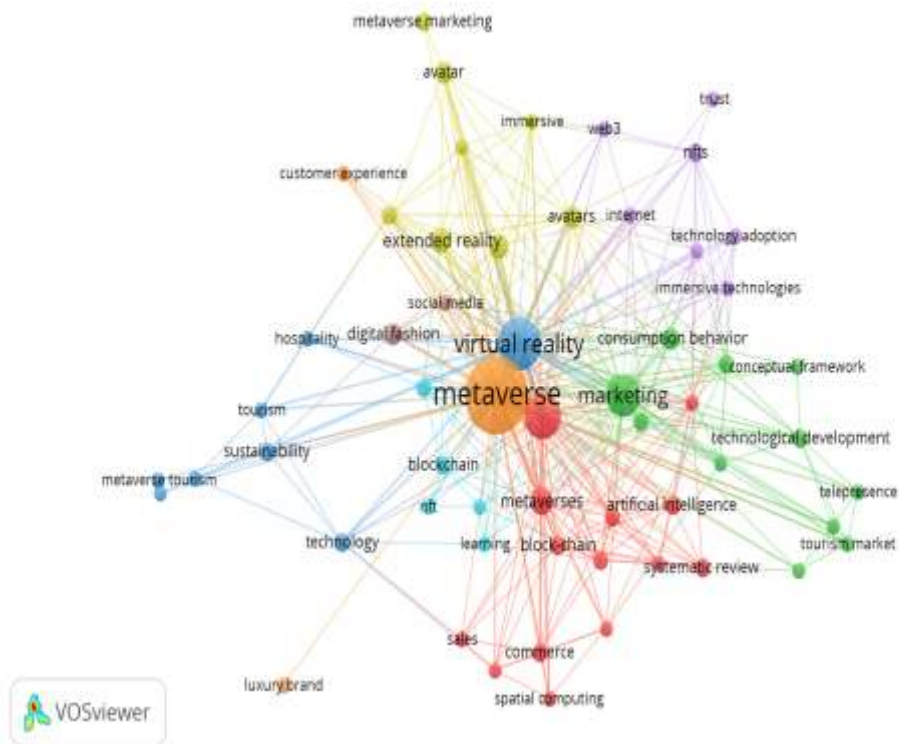 metaverse marketing
avatar
trust
immersive
web3
nfts
customer experience
avatars
internet
extended reality
technology adoption
immersive technologies
social media
hospitality
digital fashion
virtual reality
consumption behavior
conceptual framework
metaverse
marketing
tourism
technological development
sustainability
blockchain
metaverse tourism
telepresence
nft
metaverses
artificial intelligence
technology
learning
block-chain
tourism market
systematic review
sales
commerce
luxury brand
spatial computing
VOSviewer